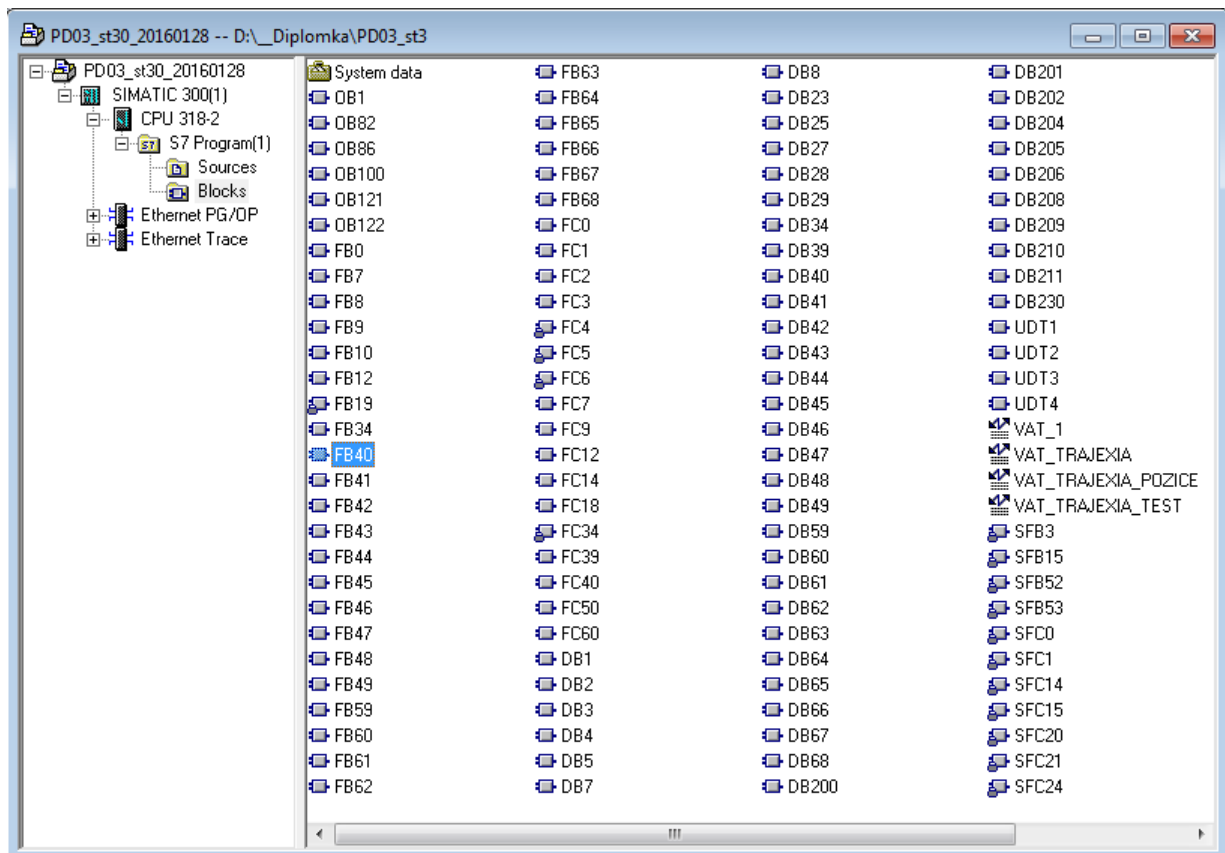 PD03_st30_20160128 -- D:\__Diplomka\PD03_st3
PD03_st30_20160128
SIMATIC 300(1)
CPU 318-2
S7 Program(1)
Sources
Blocks
Ethernet PG/OP
Ethernet Trace
System data
OB1
OB82
OB86
OB100
OB121
OB122
FB0
FB7
FB8
FB9
FB10
FB12
FB19
FB34
FB40
FB41
FB42
FB43
FB44
FB45
FB46
FB47
FB48
FB49
FB59
FB60
FB61
FB62
FB63
FB64
FB65
FB66
FB67
FB68
FC0
FC1
FC2
FC3
FC4
FC5
FC6
FC7
FC9
FC12
FC14
FC18
FC34
FC39
FC40
FC50
FC60
DB1
DB2
DB3
DB4
DB5
DB7
DB8
DB23
DB25
DB27
DB28
DB29
DB34
DB39
DB40
DB41
DB42
DB43
DB44
DB45
DB46
DB47
DB48
DB49
DB59
DB60
DB61
DB62
DB63
DB64
DB65
DB66
DB67
DB68
DB200
DB201
DB202
DB204
DB205
DB206
DB208
DB209
DB210
DB211
DB230
UDT1
UDT2
UDT3
UDT4
VAT_1
VAT_TRAJEXIA
VAT_TRAJEXIA_POZICE
VAT_TRAJEXIA_TEST
SFB3
SFB15
SFB52
SFB53
SFC0
SFC1
SFC14
SFC15
SFC20
SFC21
SFC24